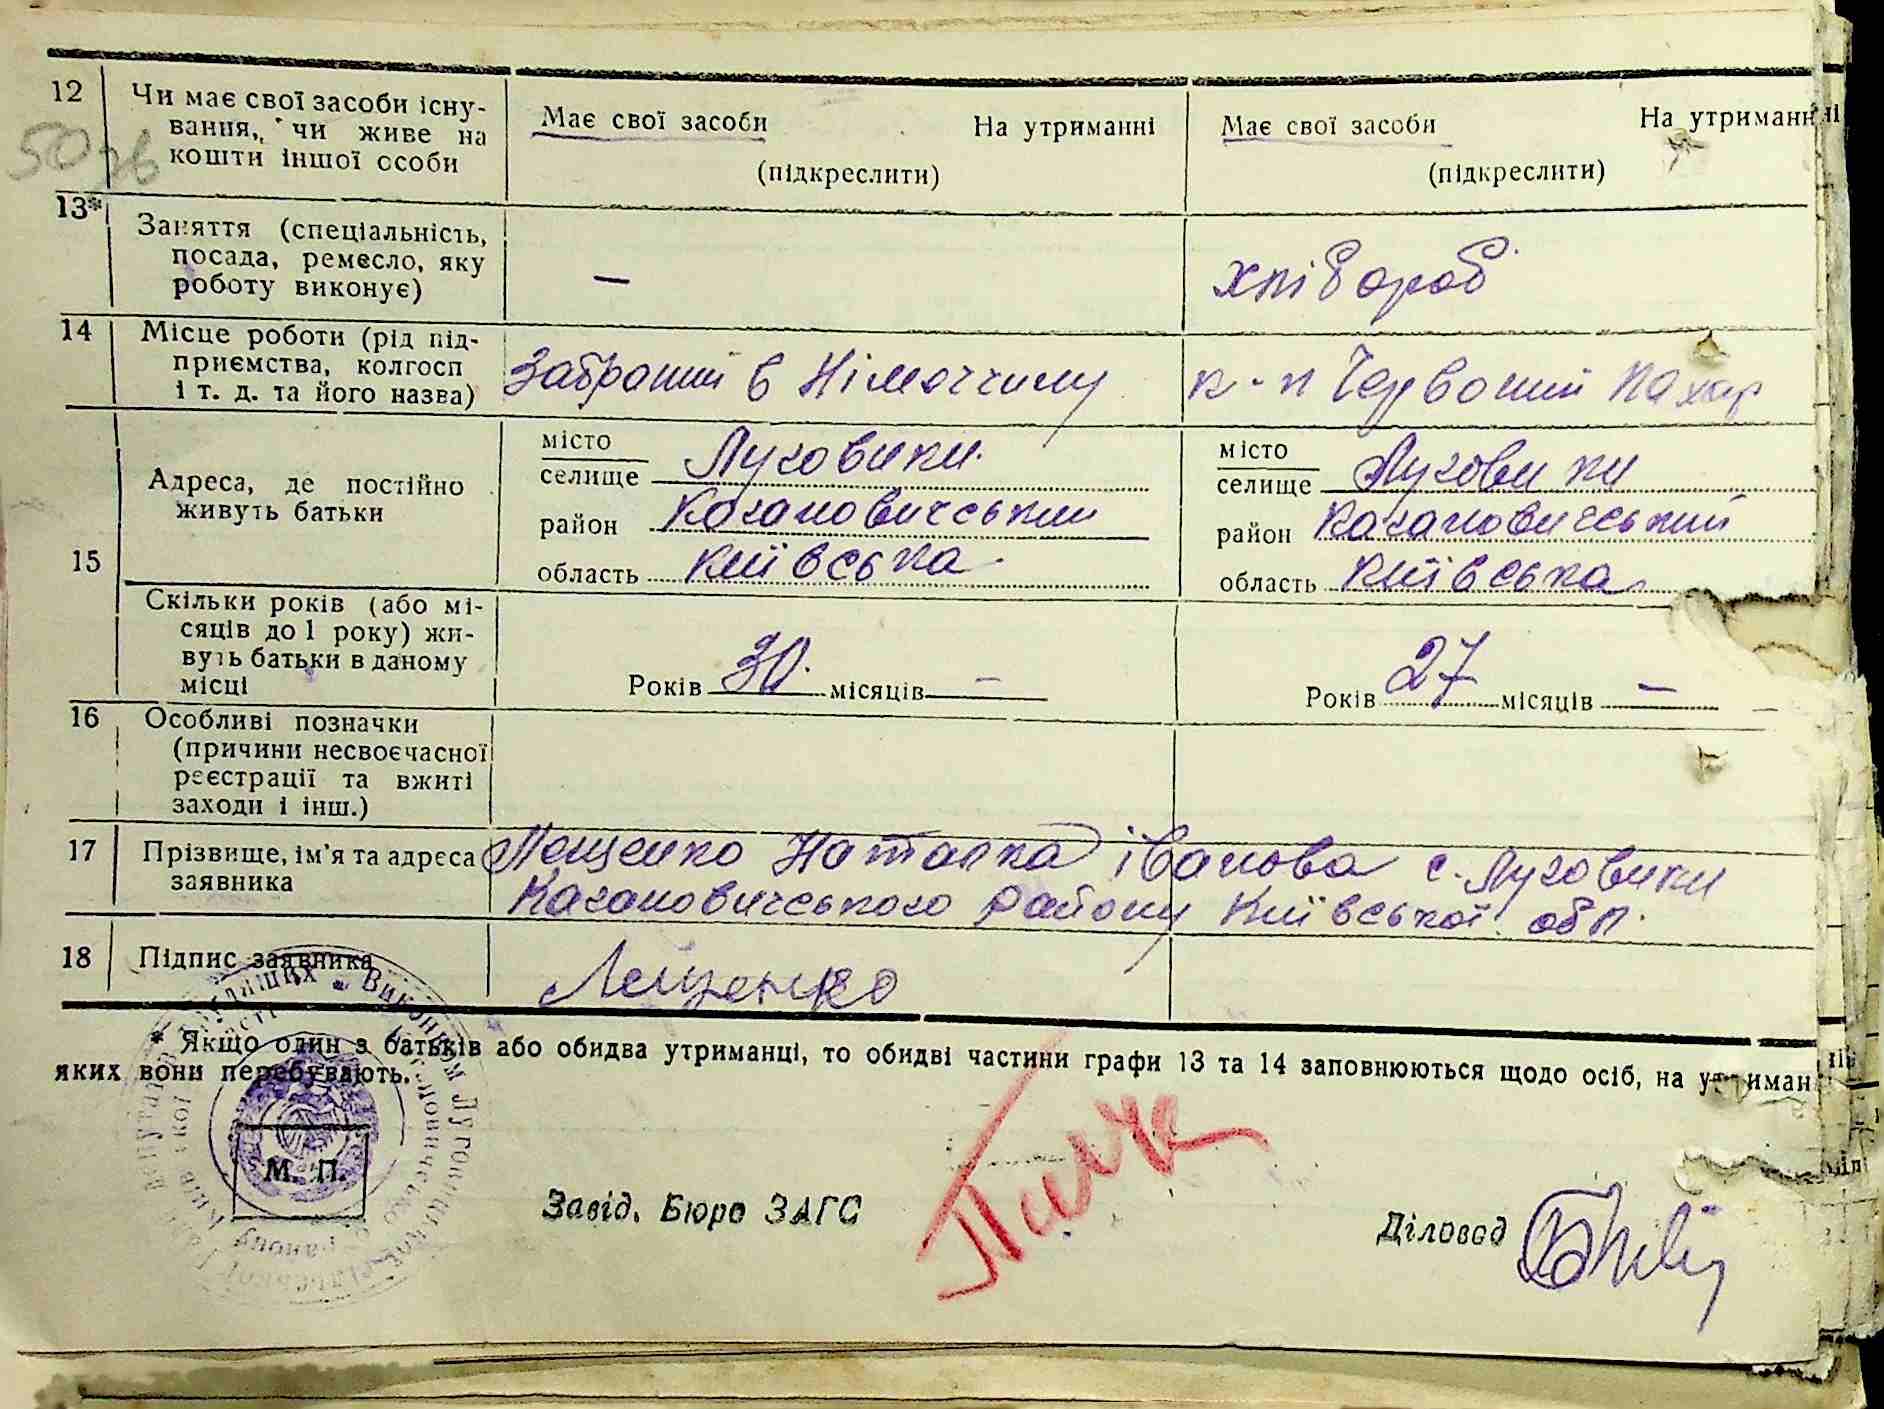 12 Чи має свої засоби існу-
вання, чи живе на
кошти іншої особи
Має свої засоби На утриманні
(підкреслити)
Має свої засоби На утриманні
(підкреслити)
13* Заняття (спеціальність,
посада, ремесло, яку
роботу виконує)
—
хлібороб
14 Місце роботи (рід під-
приємства, колгосп
і т. д. та його назва)
Забраний в Німеччину
к-п Червоний Пахар
15
Адреса, де постійно
живуть батьки
місто
селище Луговики
район Кагановичський
область Київська
місто
селище Луговики
район Кагановичський
область Київська
Скільки років (або мі-
сяців до 1 року) жи-
вуть батьки в даному
місці
Років 30. місяців —
Років 27 місяців —
16 Особливі позначки
(причини несвоєчасної
реєстрації та вжиті
заходи і інш.)
17 Прізвище, ім'я та адреса
заявника
Лещенко Наталка Іванова с. Луговики
Кагановичського району Київської обл.
18 Підпис заявника
Лещенко
* Якщо один з батьків або обидва утриманці, то обидві частини графи 13 та 14 заповнюються щодо осіб, на утриман
яких вони перебувають.
М. П.
Завід. Бюро ЗАГС
Діловод